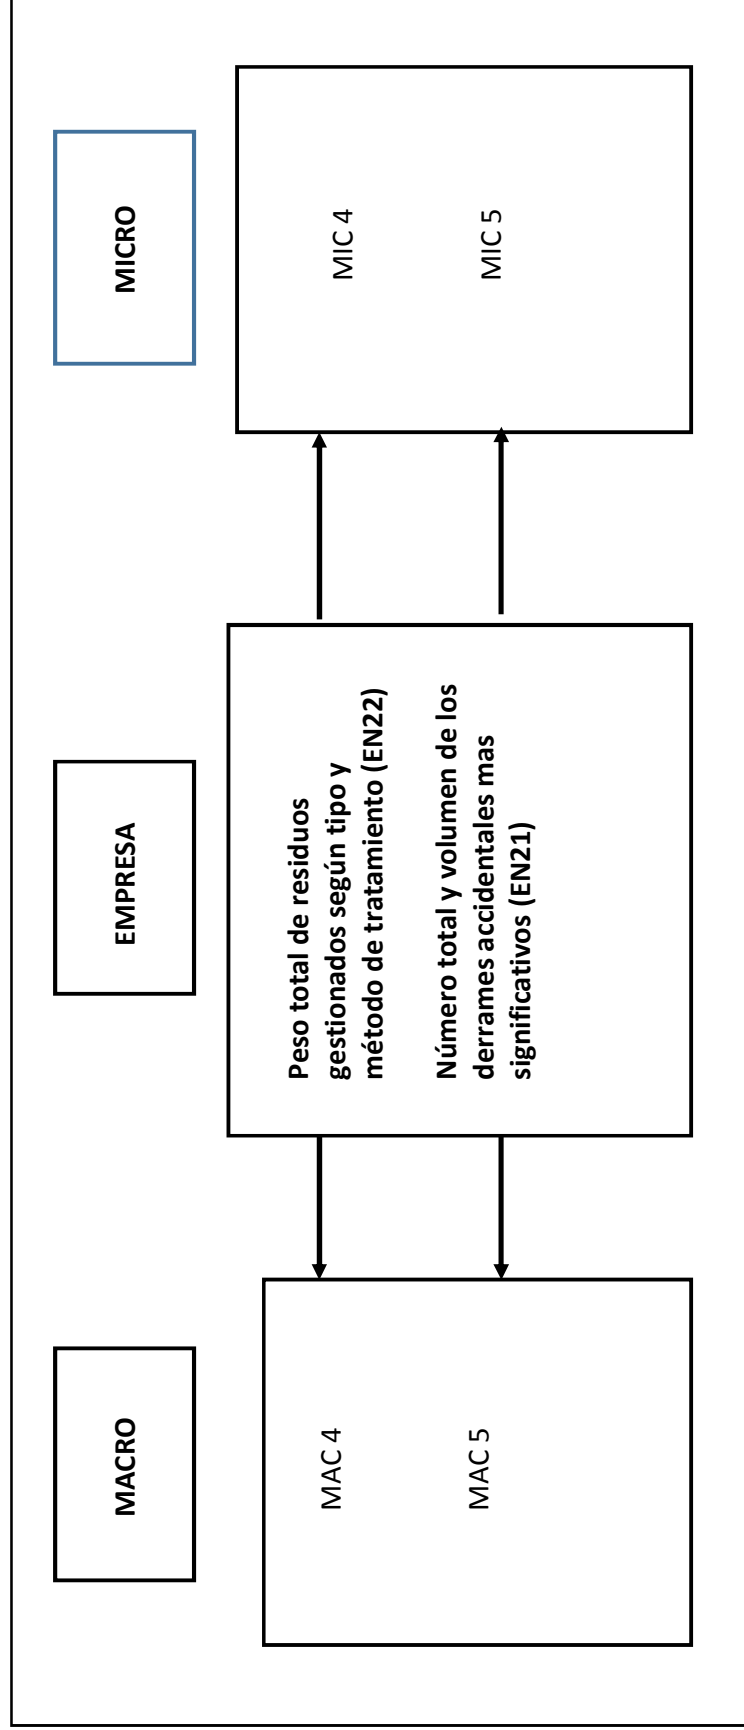 MACRO
EMPRESA
MICRO
MAC 4
MAC 5
Peso total de residuos
gestionados según tipo y
método de tratamiento (EN22)
Número total y volumen de los
derrames accidentales mas
significativos (EN21)
MIC 4
MIC 5